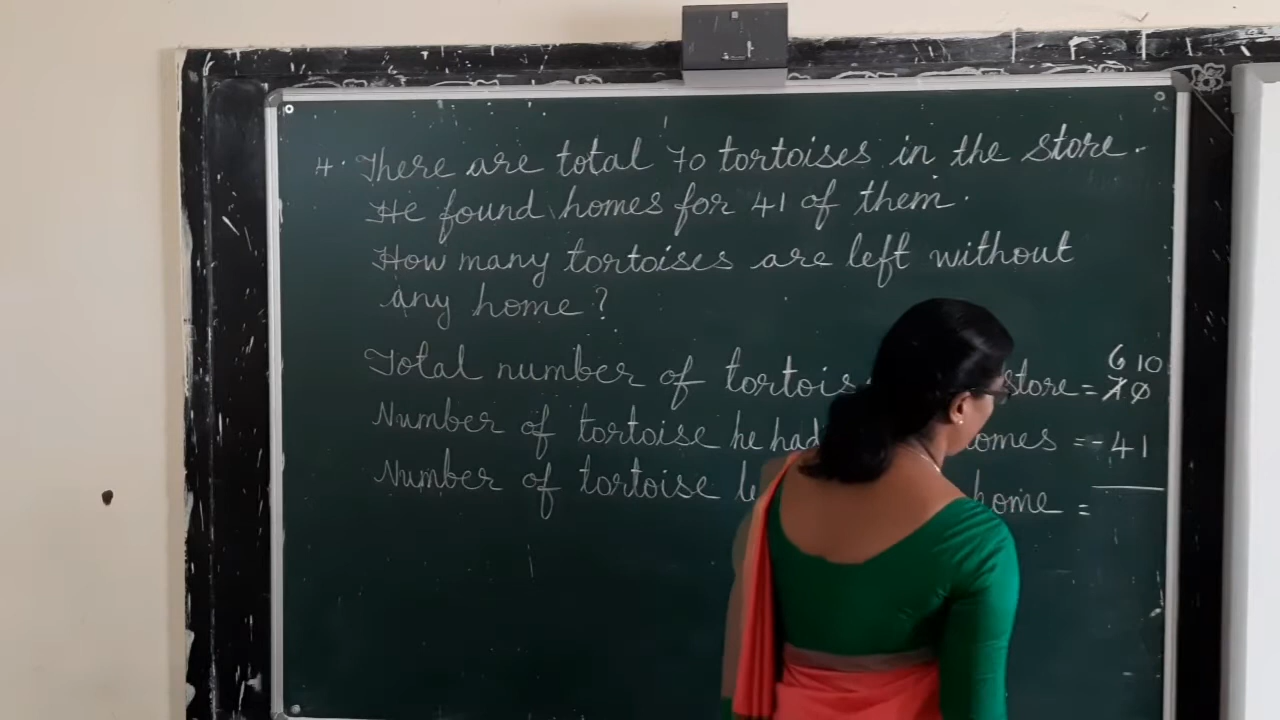 4. There are total 70 tortoises in the store.
He found homes for 41 of them.
How many tortoises are left without
any home?
6 10
Total number of store = 70
Number of tortoise he had = - 41
Number of tortoise home =